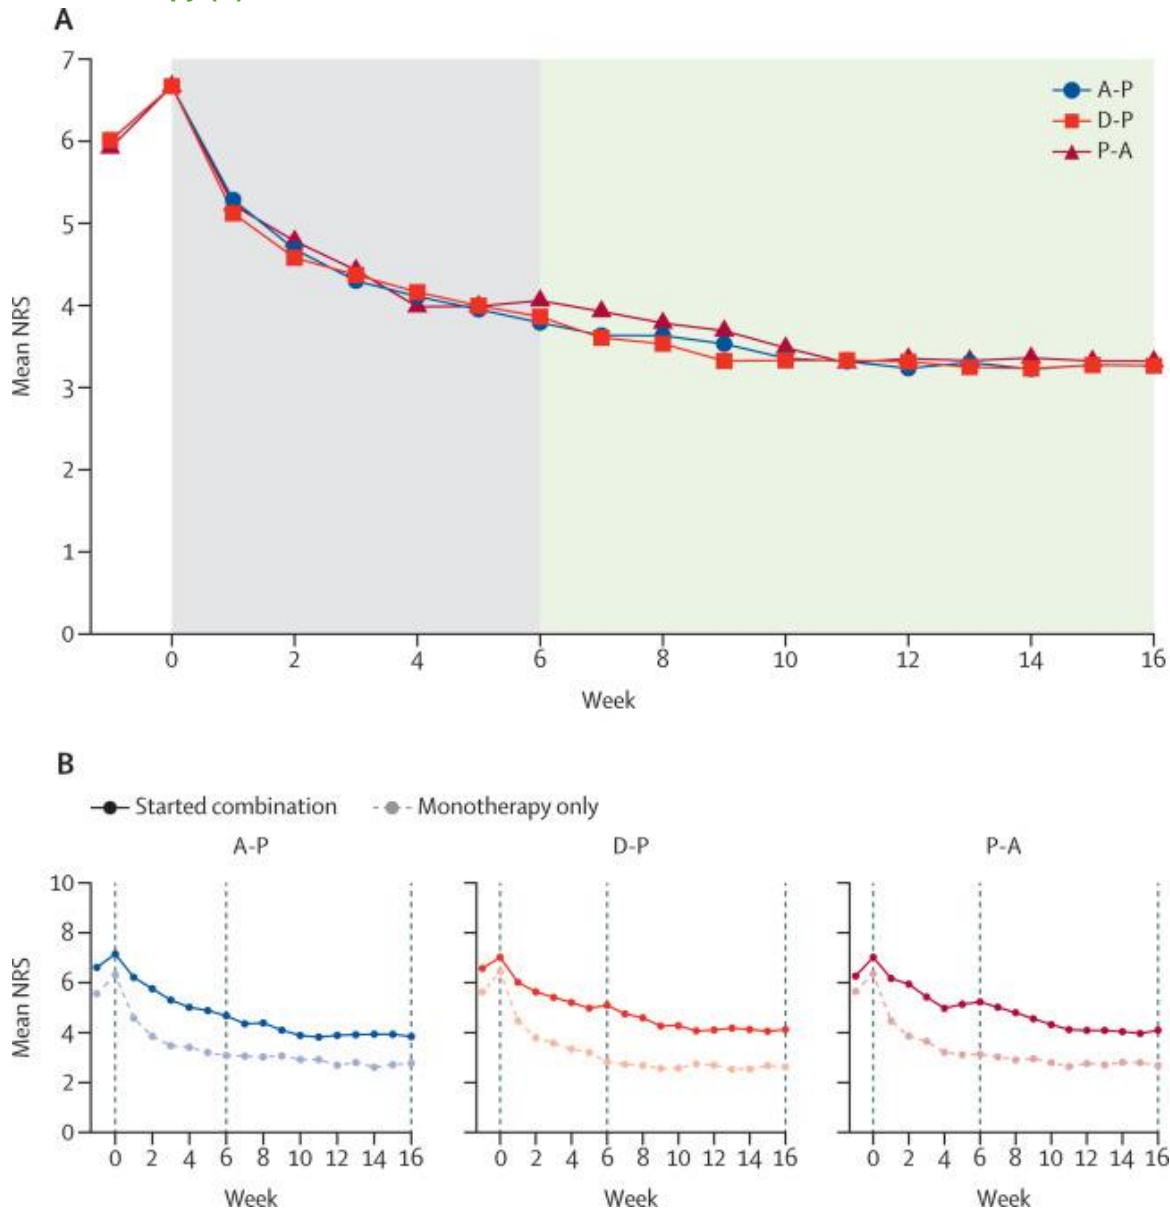 A
7
6
5
4
3
2
1
0
Mean NRS
A-P
D-P
P-A
0 2 4 6 8 10 12 14 16
Week
B
Started combination Monotherapy only
A-P D-P P-A
10
8
6
4
2
0
Mean NRS
0 2 4 6 8 10 12 14 16 0 2 4 6 8 10 12 14 16 0 2 4 6 8 10 12 14 16
Week Week Week